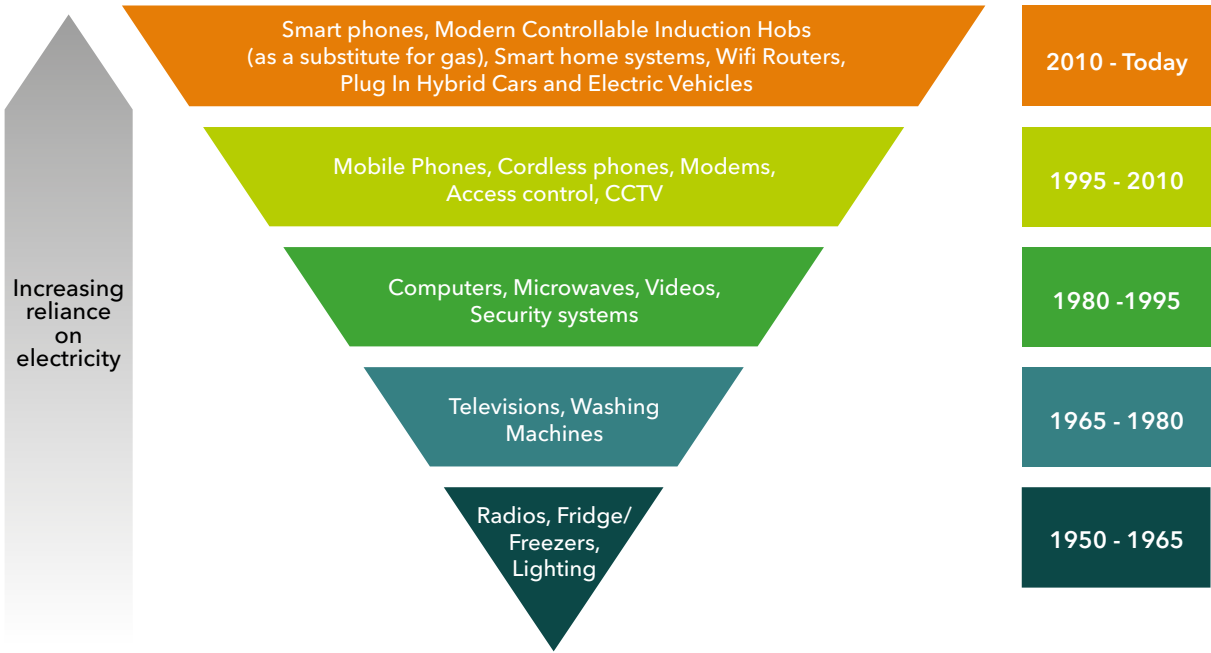 Smart phones, Modern Controllable Induction Hobs
(as a substitute for gas), Smart home systems, Wifi Routers,
Plug In Hybrid Cars and Electric Vehicles
2010 - Today
Mobile Phones, Cordless phones, Modems,
Access control, CCTV
1995 - 2010
Increasing
reliance
on
electricity
Computers, Microwaves, Videos,
Security systems
1980 -1995
Televisions, Washing
Machines
1965 - 1980
Radios, Fridge/
Freezers,
Lighting
1950 - 1965